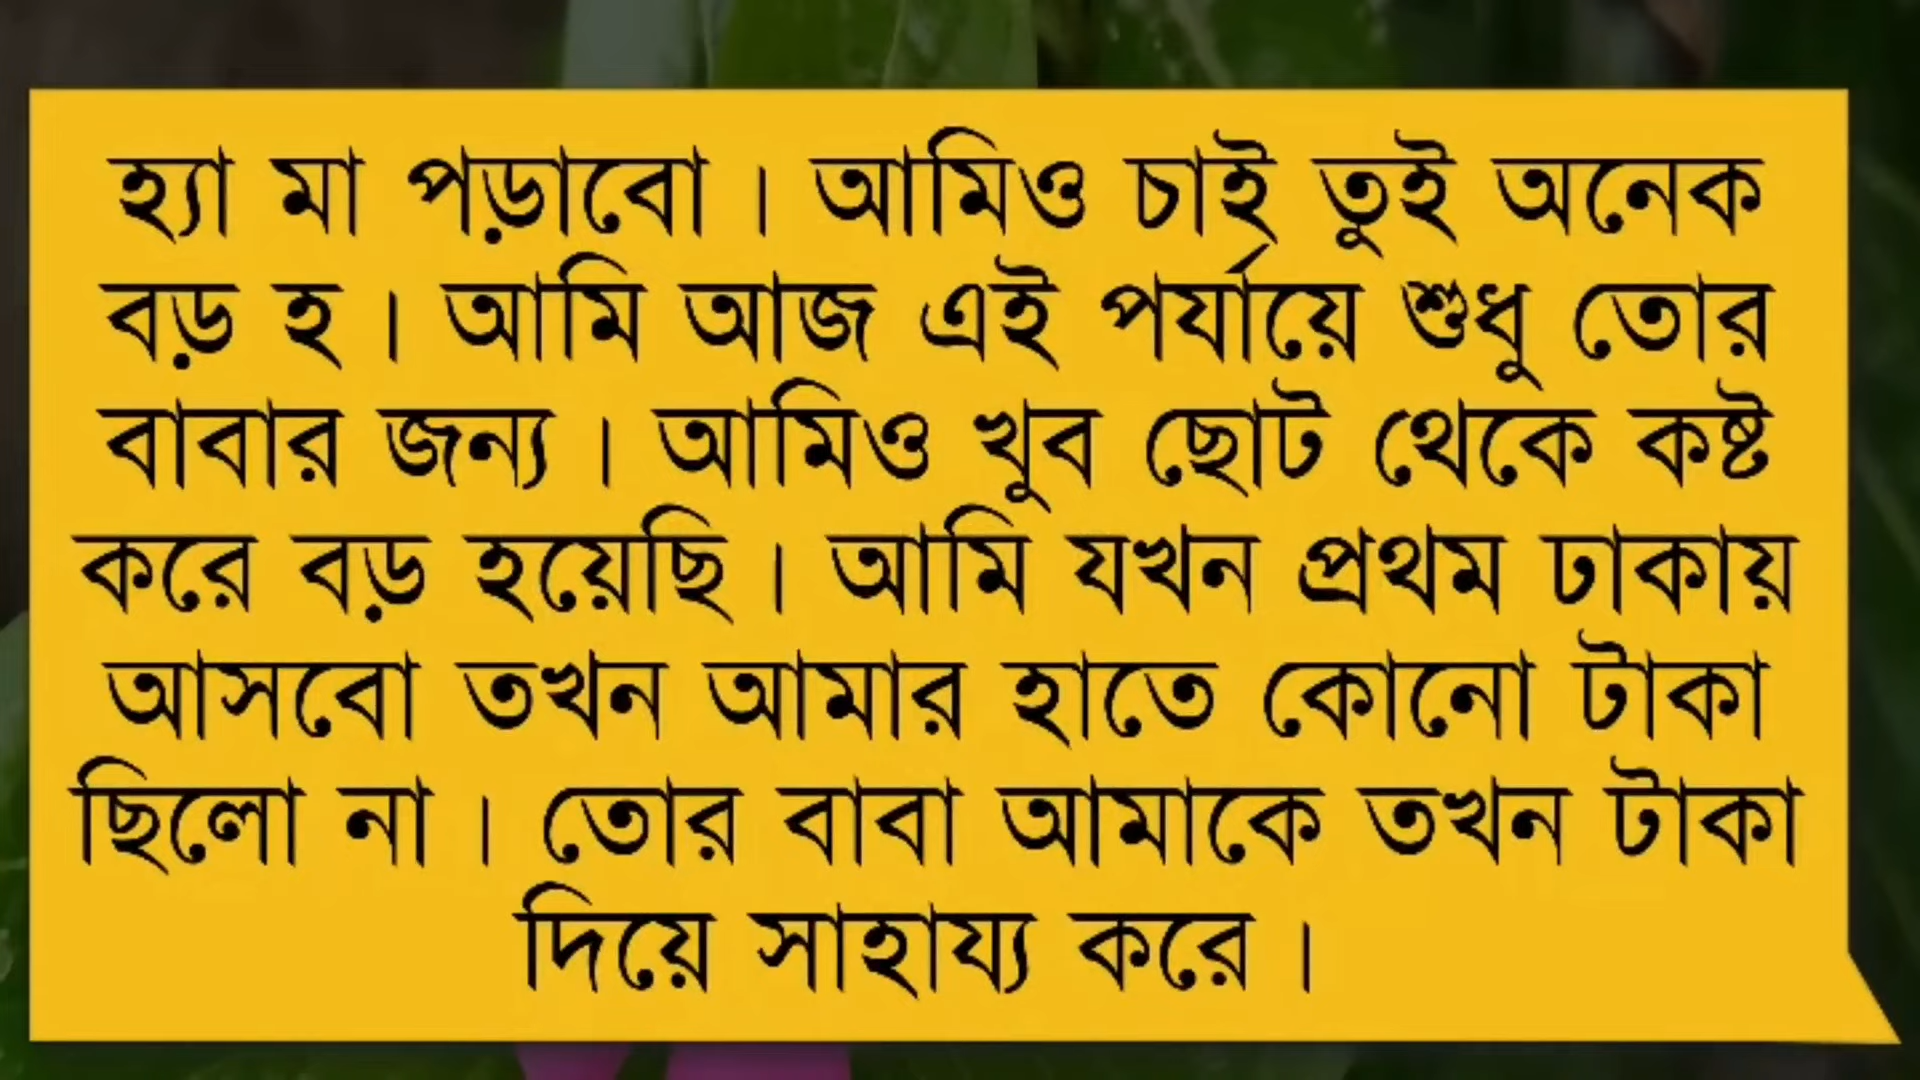 হ্যা মা পড়াবো। আমিও চাই তুই অনেক
বড় হ। আমি আজ এই পর্যায়ে শুধু তোর
বাবার জন্য। আমিও খুব ছোট থেকে কষ্ট
করে বড় হয়েছি। আমি যখন প্রথম ঢাকায়
আসবো তখন আমার হাতে কোনো টাকা
ছিলো না। তোর বাবা আমাকে তখন টাকা
দিয়ে সাহায্য করে।